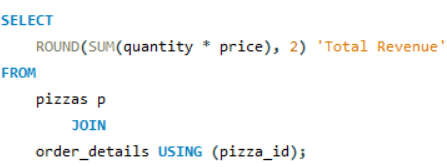 SELECT
    ROUND(SUM(quantity * price), 2) 'Total Revenue'
FROM
    pizzas p
        JOIN
    order_details USING (pizza_id);